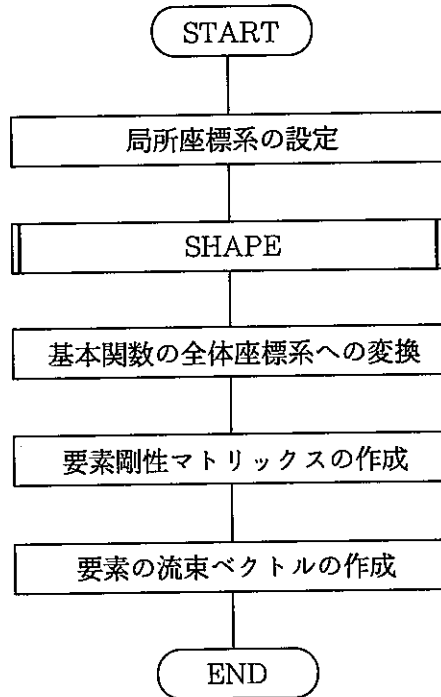 START
局所座標系の設定
SHAPE
基本関数の全体座標系への変換
要素剛性マトリックスの作成
要素の流束ベクトルの作成
END